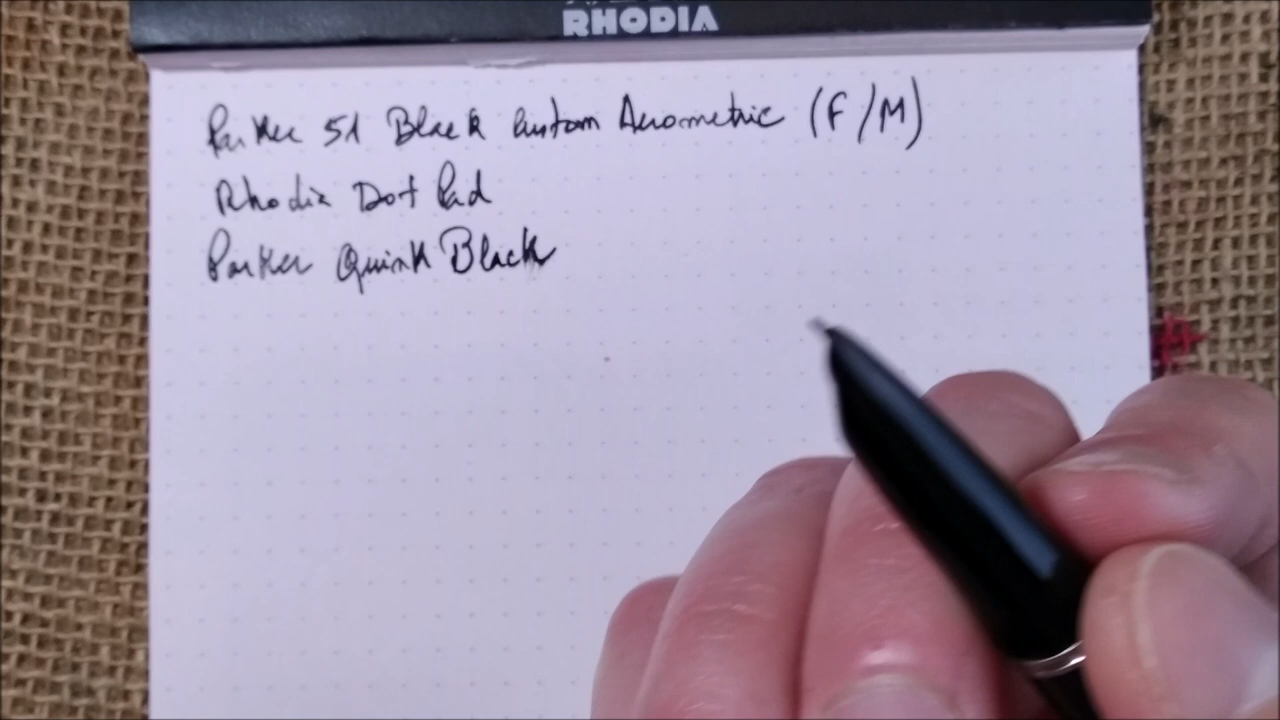 RHODIA
Parker 51 Black Custom Aerometric (F/M)
Rhodia Dot Pad
Parker Quink Black